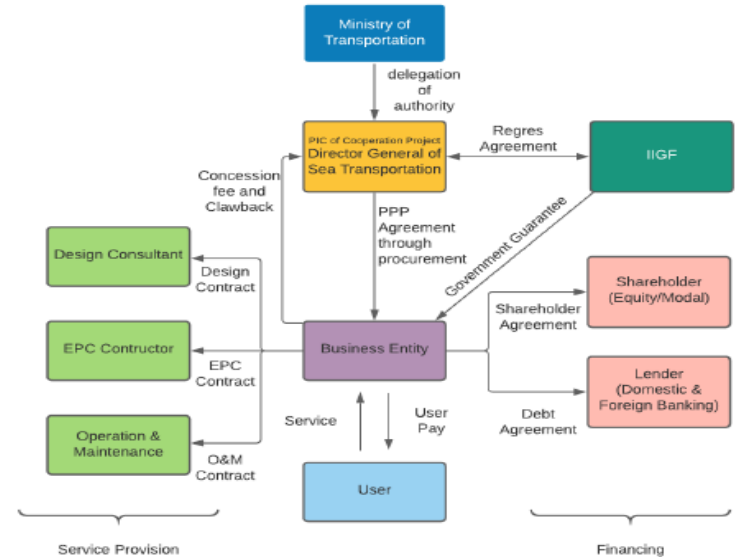 Ministry of
Transportation
delegation
of
authority
PIC of Cooperation Project
Director General of
Sea Transportation
Regres
Agreement
IIGF
Concession
fee and
Clawback
PPP
Agreement
through
procurement
Government Guarantee
Design Consultant
Design
Contract
Shareholder
(Equity/Modal)
Shareholder
Agreement
EPC Contructor
EPC
Contract
Business Entity
Lender
(Domestic &
Foreign Banking)
Debt
Agreement
Operation &
Maintenance
O&M
Contract
Service
User
Pay
User
Service Provision
Financing